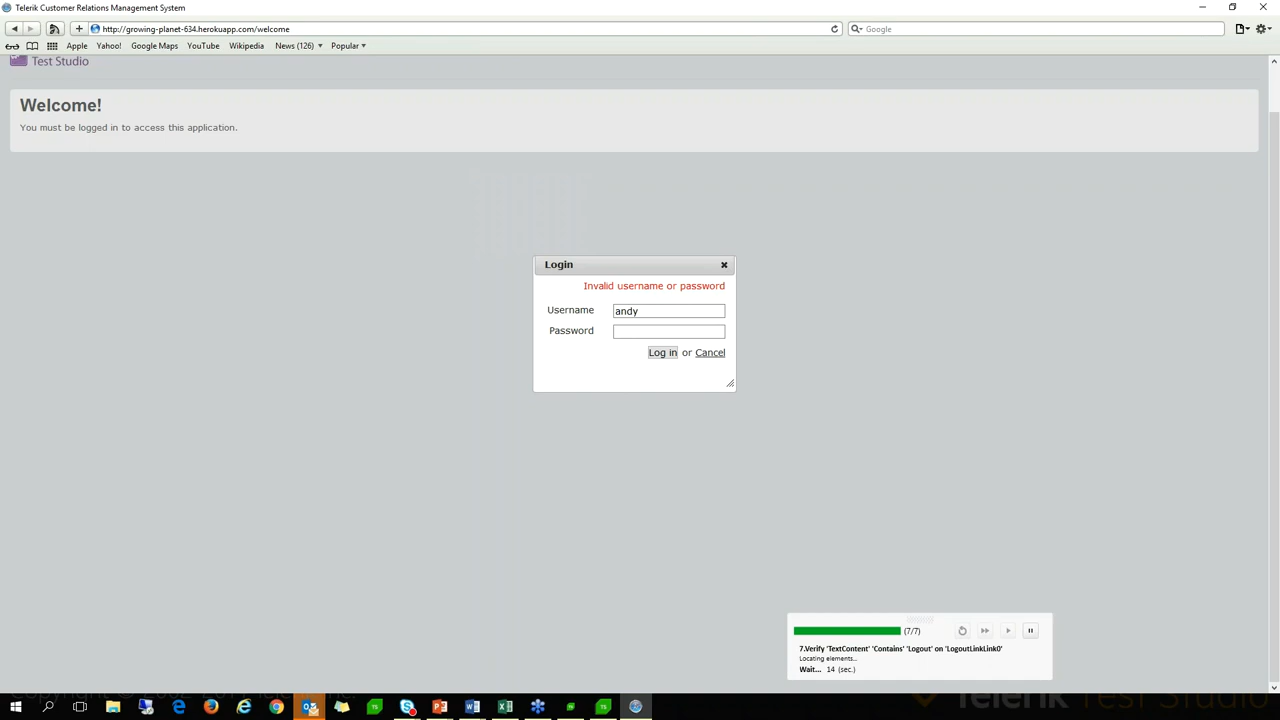 Telerik Customer Relations Management System
http://growing-planet-634.herokuapp.com/welcome
Google
Apple Yahoo! Google Maps YouTube Wikipedia News (126) Popular
Test Studio
Welcome!
You must be logged in to access this application.
Login
Invalid username or password
Username andy
Password
Log in or Cancel
(7/7)
7.Verify 'TextContent' 'Contains' 'Logout' on 'LogoutLinkLink0'
Locating elements...
Wait... 14 (sec.)
Telerik Test Studio